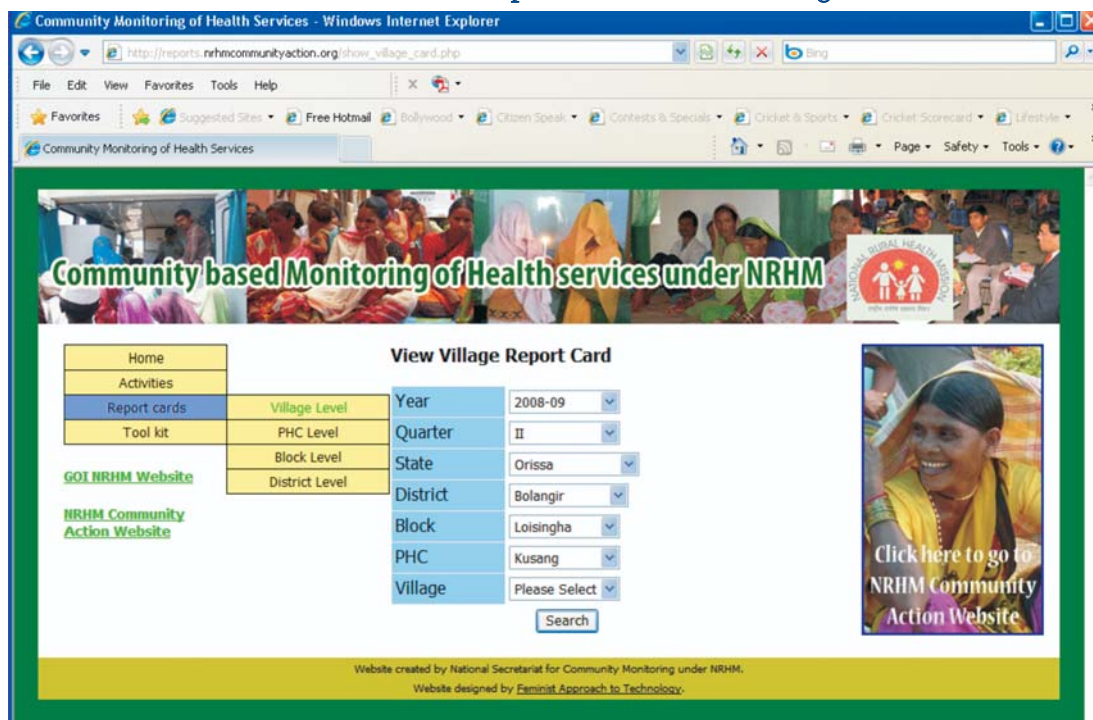 Community Monitoring of Health Services - Windows Internet Explorer
http://reports.nrhmcommunityaction.org/show_village_card.php
Bing
File Edit View Favorites Tools Help
Favorites Suggested Sites Free Hotmail Bollywood Citizen Speak Contests & Specials Cricket & Sports Cricket Scorecard Lifestyle
Community Monitoring of Health Services
Page Safety Tools
Community based Monitoring of Health services under NRHM
NATIONAL RURAL HEALTH MISSION
Home
Activities
Report cards
Tool kit
Village Level
PHC Level
Block Level
District Level
GOI NRHM Website
NRHM Community
Action Website
View Village Report Card
Year 2008-09
Quarter II
State Orissa
District Bolangir
Block Loisingha
PHC Kusang
Village Please Select
Search
Click here to go to
NRHM Community
Action Website
Website created by National Secretariat for Community Monitoring under NRHM.
Website designed by Feminist Approach to Technology.